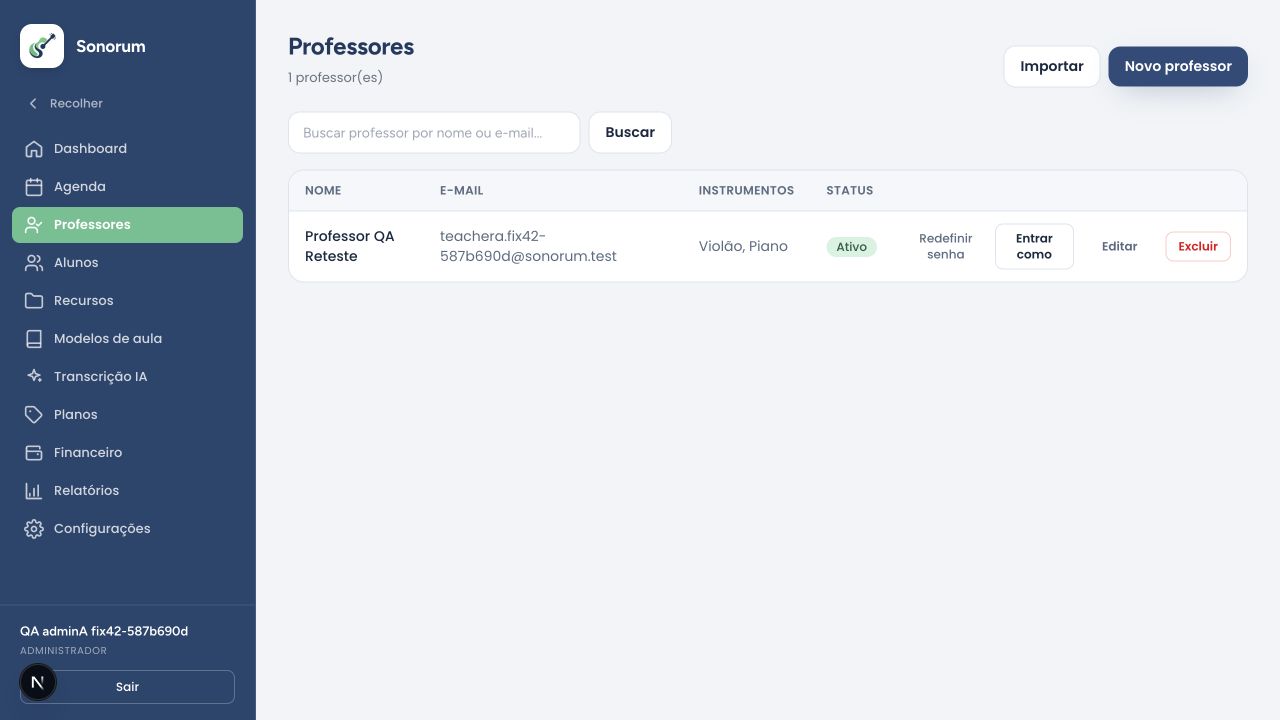 Sonorum
Recolher
Dashboard
Agenda
Professores
Alunos
Recursos
Modelos de aula
Transcrição IA
Planos
Financeiro
Relatórios
Configurações
QA adminA fix42-587b690d
ADMINISTRADOR
N
Sair
Professores
1 professor(es)
Importar
Novo professor
Buscar professor por nome ou e-mail...
Buscar
NOME E-MAIL INSTRUMENTOS STATUS
Professor QA
Reteste
teachera.fix42-
587b690d@sonorum.test
Violão, Piano
Ativo
Redefinir
senha
Entrar
como
Editar
Excluir